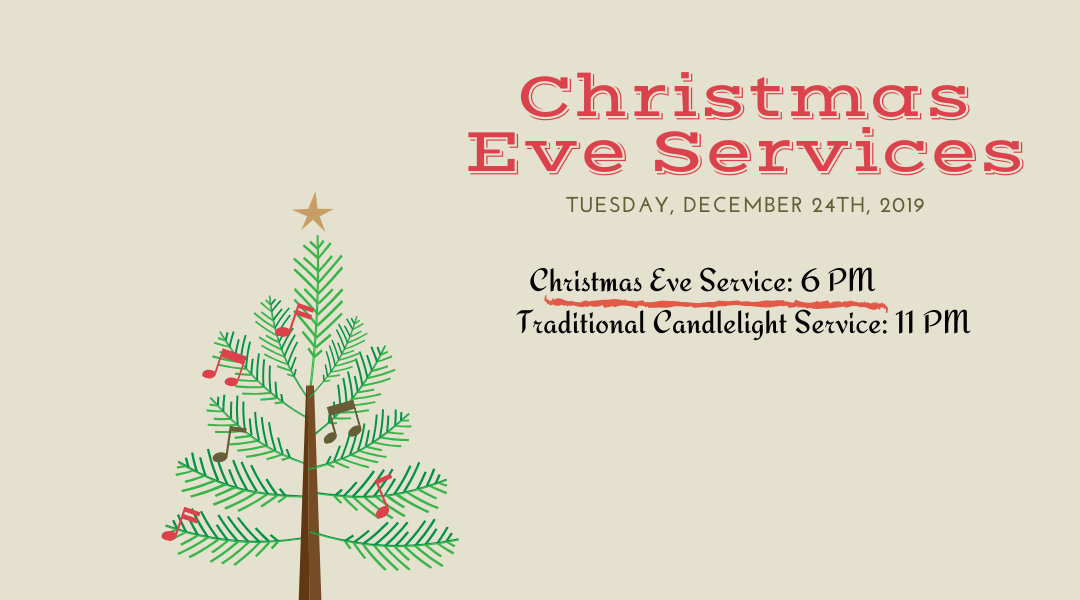 Christmas
Eve Services
TUESDAY, DECEMBER 24TH, 2019
Christmas Eve Service: 6 PM
Traditional Candlelight Service: 11 PM